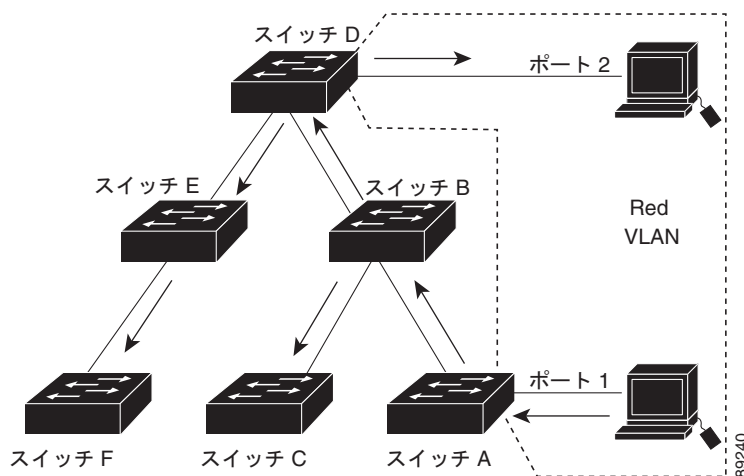 スイッチ D
ポート 2
スイッチ E
スイッチ B
Red
VLAN
ポート 1
スイッチ F
スイッチ C
スイッチ A
89240